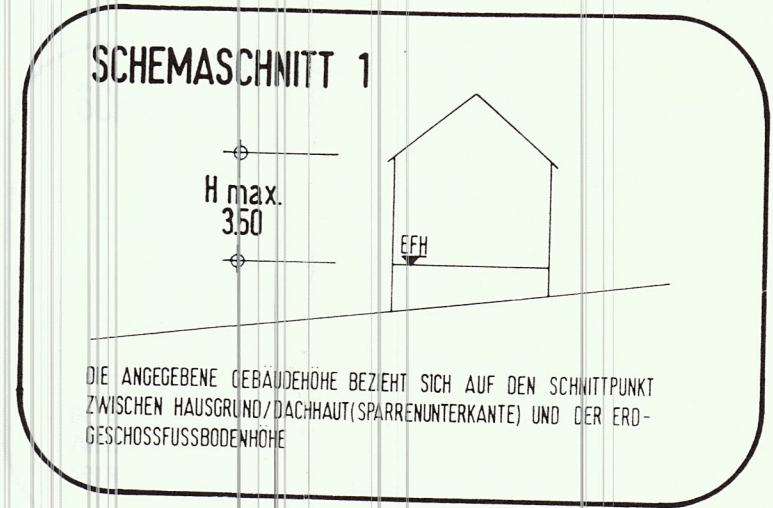 SCHEMASCHNITT 1
H max.
3.50
EFH
DIE ANGEGEBENE GEBÄUDEHÖHE BEZIEHT SICH AUF DEN SCHNITTPUNKT
ZWISCHEN HAUSGRUND/DACHHAUT(SPARRENUNTERKANTE) UND DER ERD-
GESCHOSSFUSSBODENHÖHE